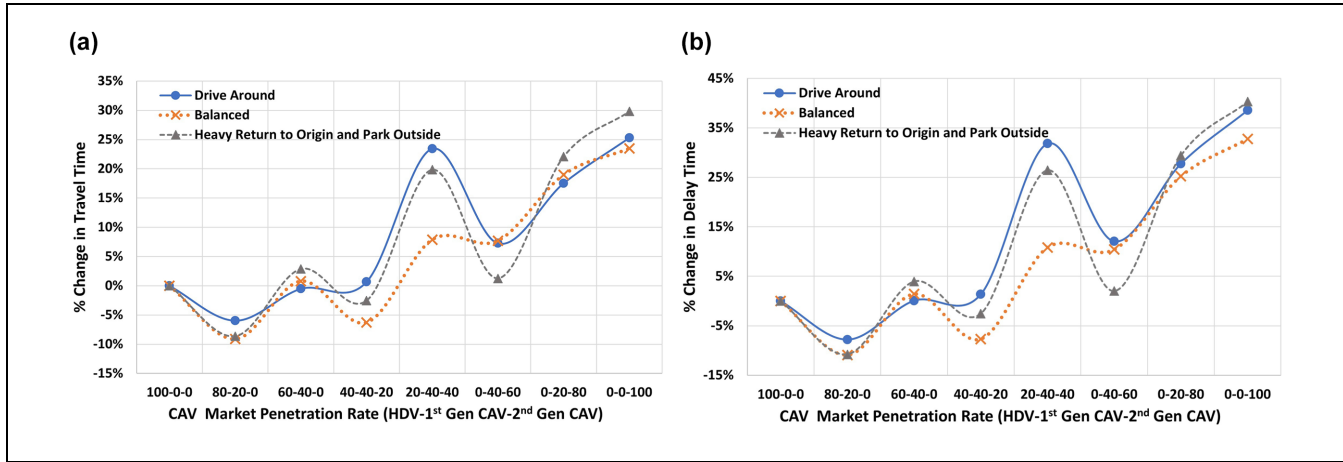 (a)
35%
30%
25%
20%
15%
10%
5%
0%
-5%
-10%
-15%
% Change in Travel Time
Drive Around
Balanced
Heavy Return to Origin and Park Outside
100-0-0 80-20-0 60-40-0 40-40-20 20-40-40 0-40-60 0-20-80 0-0-100
CAV Market Penetration Rate (HDV-1st Gen CAV-2nd Gen CAV)
(b)
45%
35%
25%
15%
5%
-5%
-15%
% Change in Delay Time
Drive Around
Balanced
Heavy Return to Origin and Park Outside
100-0-0 80-20-0 60-40-0 40-40-20 20-40-40 0-40-60 0-20-80 0-0-100
CAV Market Penetration Rate (HDV-1st Gen CAV-2nd Gen CAV)